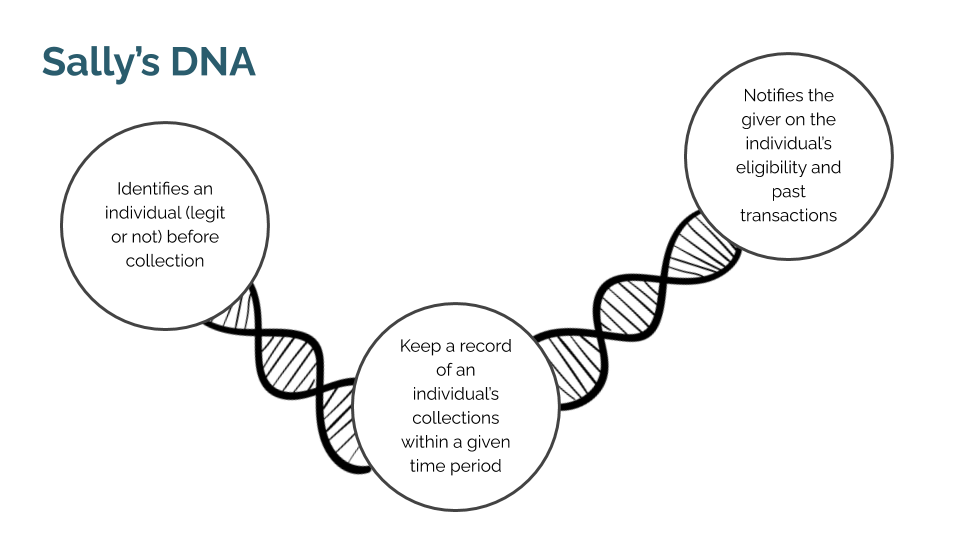 Sally’s DNA
Identifies an
individual (legit
or not) before
collection
Keep a record
of an
individual’s
collections
within a given
time period
Notifies the
giver on the
individual’s
eligibility and
past
transactions